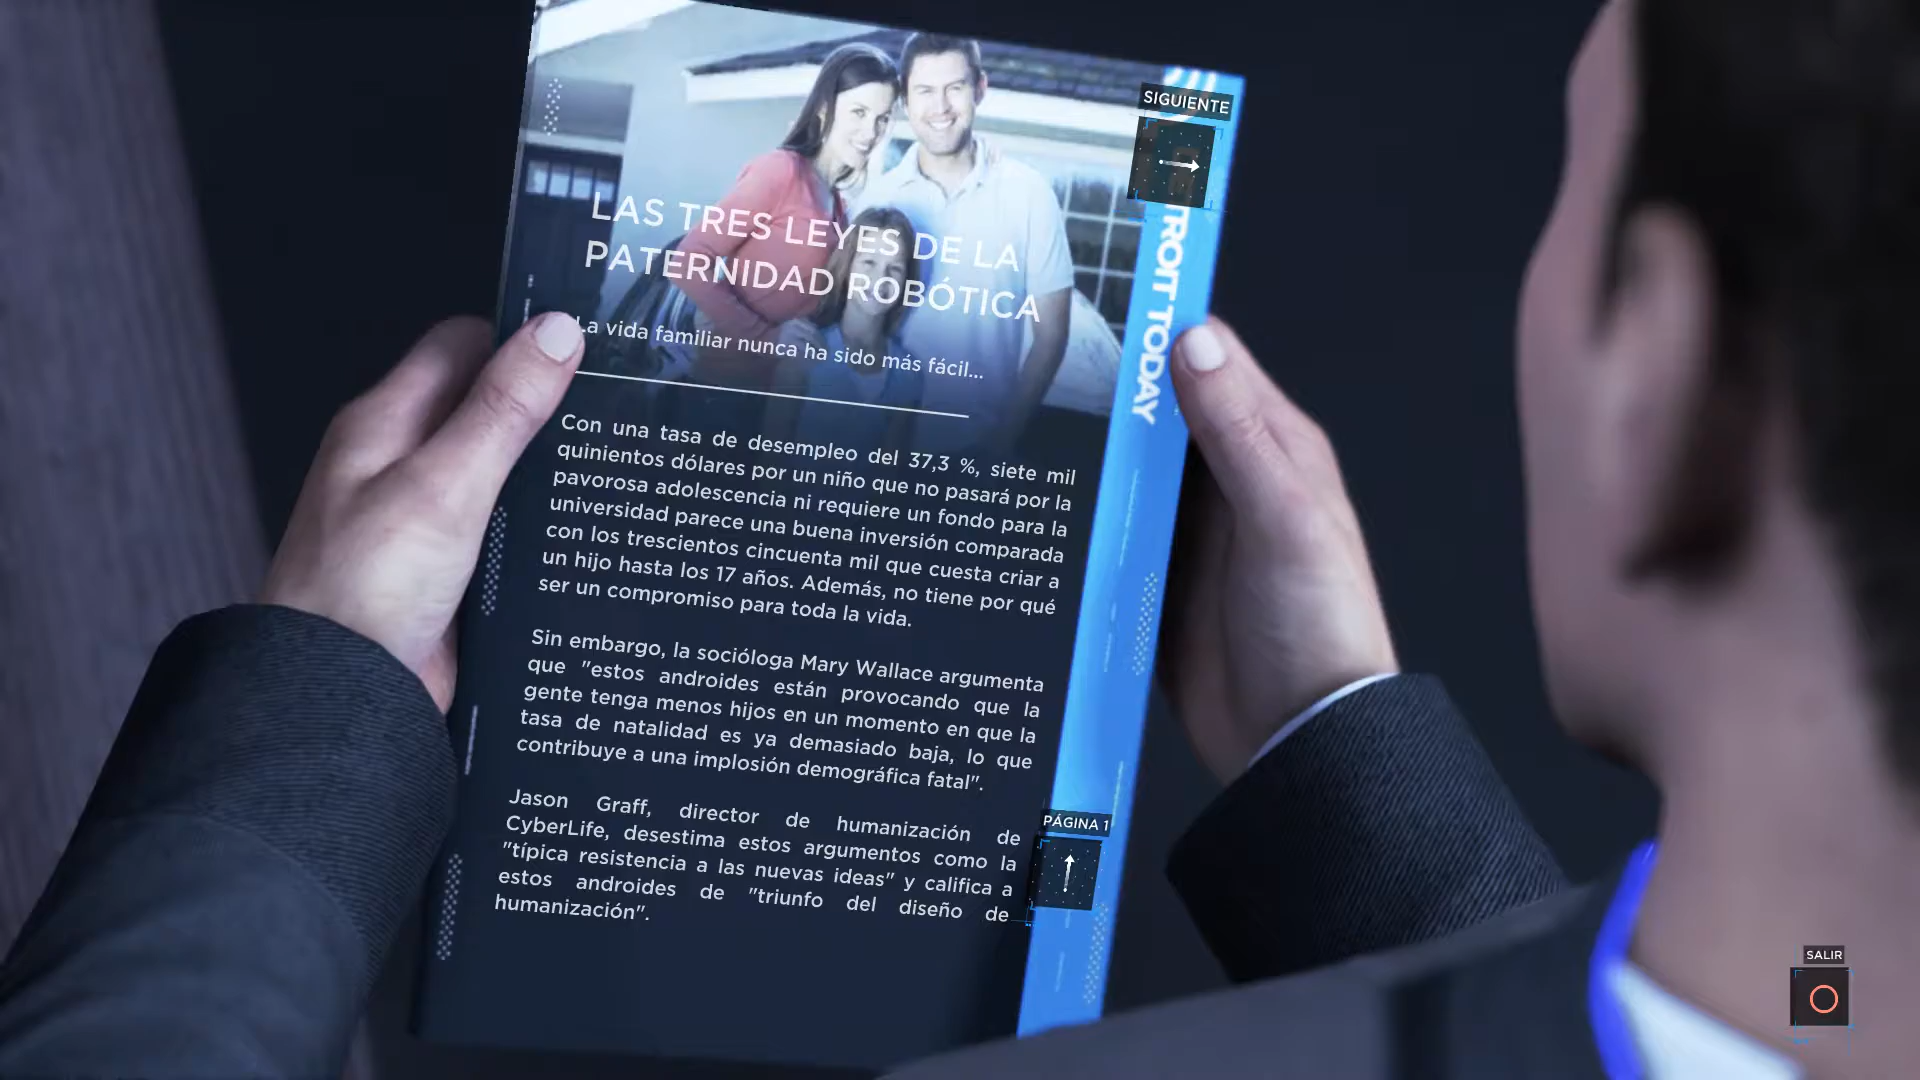 SIGUIENTE
LAS TRES LEYES DE LA
PATERNIDAD ROBÓTICA
La vida familiar nunca ha sido más fácil...
TROIT TODAY
Con una tasa de desempleo del 37,3 %, siete mil
quinientos dólares por un niño que no pasará por la
pavorosa adolescencia ni requiere un fondo para la
universidad parece una buena inversión comparada
con los trescientos cincuenta mil que cuesta criar a
un hijo hasta los 17 años. Además, no tiene por qué
ser un compromiso para toda la vida.
Sin embargo, la socióloga Mary Wallace argumenta
que "estos androides están provocando que la
gente tenga menos hijos en un momento en que la
tasa de natalidad es ya demasiado baja, lo que
contribuye a una implosión demográfica fatal".
Jason Graff, director de humanización de
CyberLife, desestima estos argumentos como la
"típica resistencia a las nuevas ideas" y califica a
estos androides de "triunfo del diseño de
humanización".
PÁGINA 1
SALIR